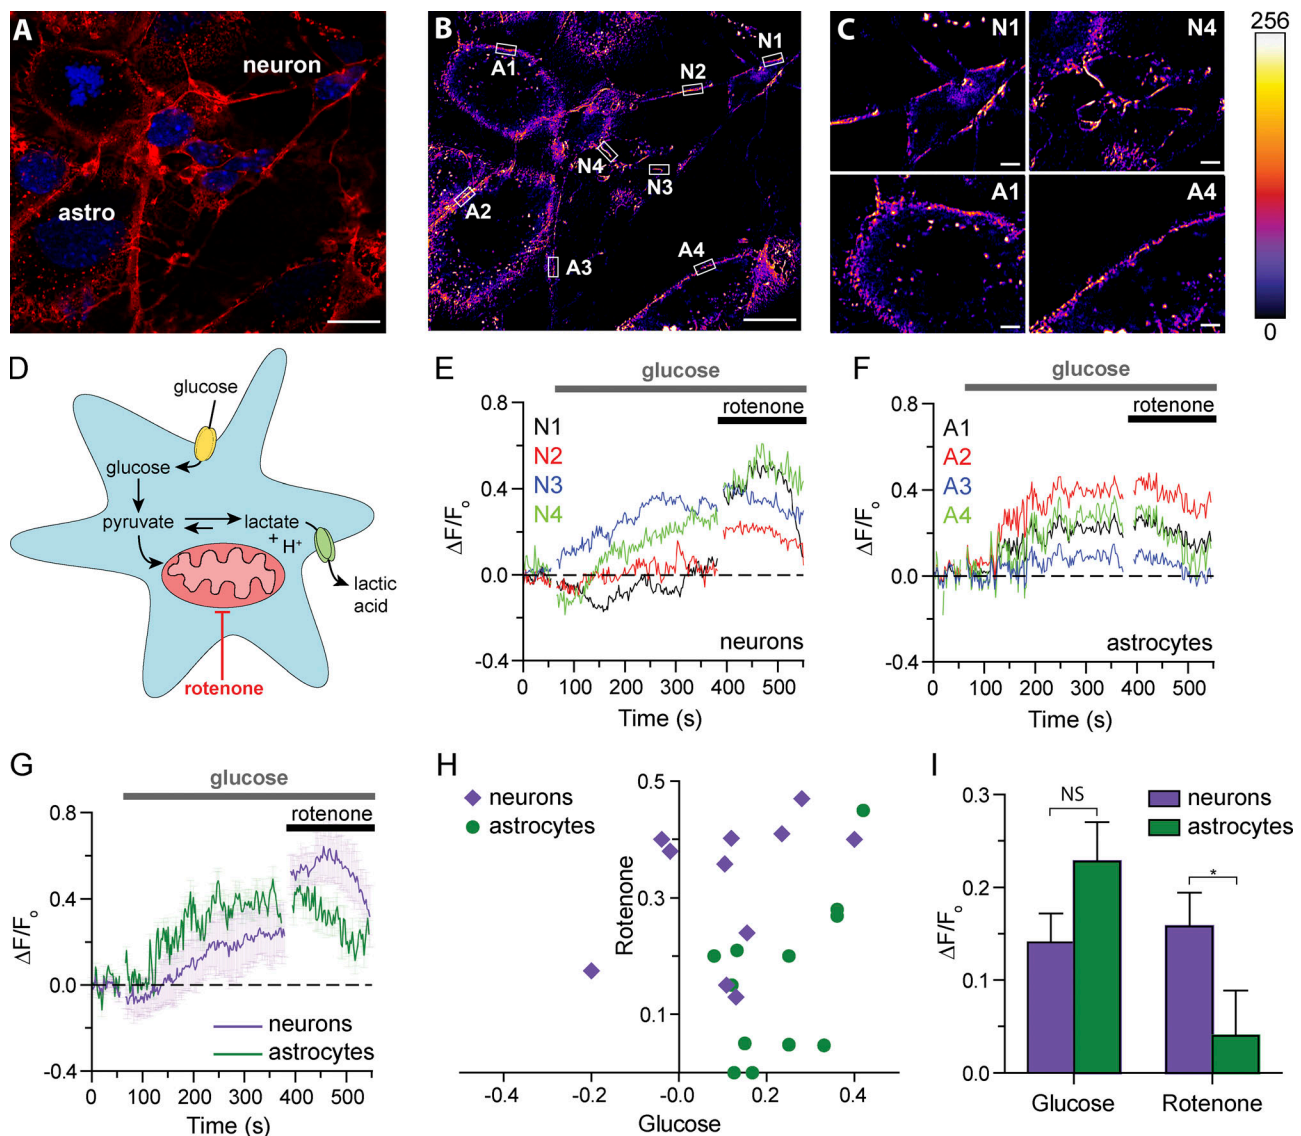 A
neuron
astro
B
A1
N1
N2
N4
N3
A2
A3
A4
C
N1
N4
A1
A4
256
0
D
glucose
glucose
pyruvate
lactate
+ H+
lactic
acid
rotenone
E
glucose
rotenone
N1
N2
N3
N4
0.8
0.4
0.0
-0.4
ΔF/Fo
neurons
0 100 200 300 400 500
Time (s)
F
glucose
rotenone
A1
A2
A3
A4
0.8
0.4
0.0
-0.4
ΔF/Fo
astrocytes
0 100 200 300 400 500
Time (s)
G
glucose
rotenone
0.8
0.4
0.0
-0.4
ΔF/Fo
neurons
astrocytes
0 100 200 300 400 500
Time (s)
H
neurons
astrocytes
0.5
0.3
0.1
Rotenone
-0.4 -0.2 -0.0 0.2 0.4
Glucose
I
neurons
astrocytes
NS
*
0.3
0.2
0.1
0.0
ΔF/Fo
Glucose Rotenone